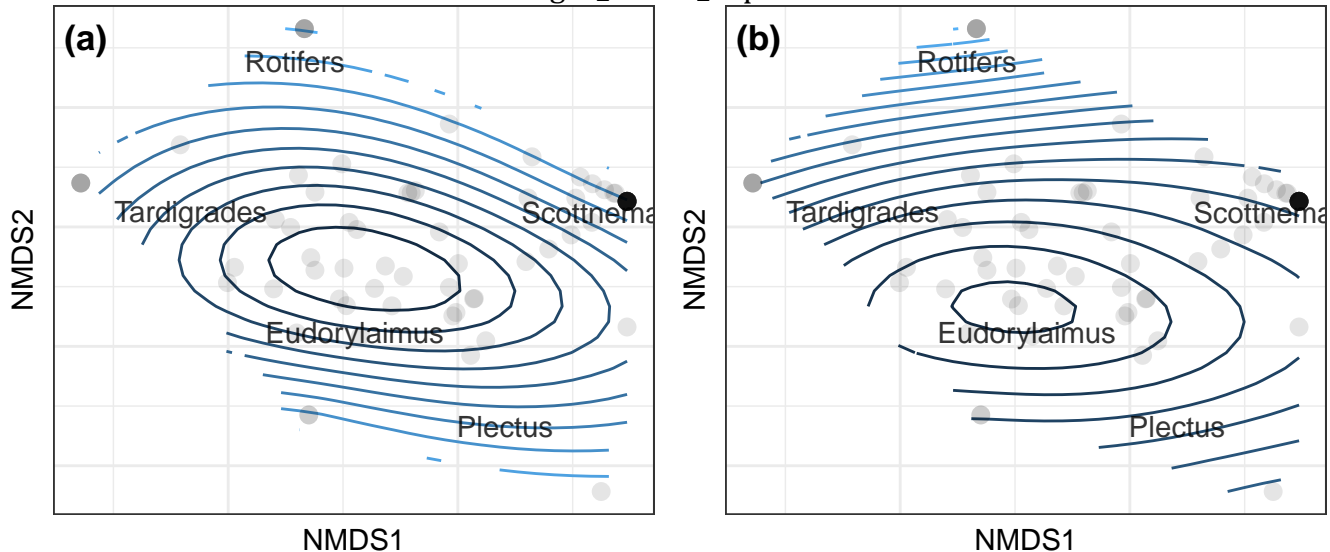 (a)
Rotifers
Tardigrades
Scottnema
Eudorylaimus
Plectus
NMDS2
NMDS1
(b)
Rotifers
Tardigrades
Scottnema
Eudorylaimus
Plectus
NMDS2
NMDS1